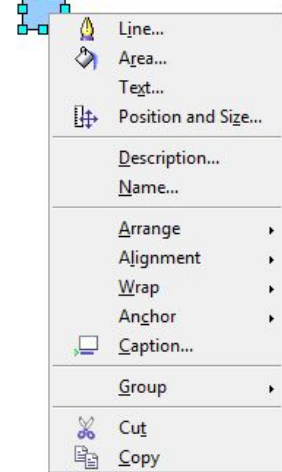 Line...
Area...
Text...
Position and Size...
Description...
Name...
Arrange
Alignment
Wrap
Anchor
Caption...
Group
Cut
Copy